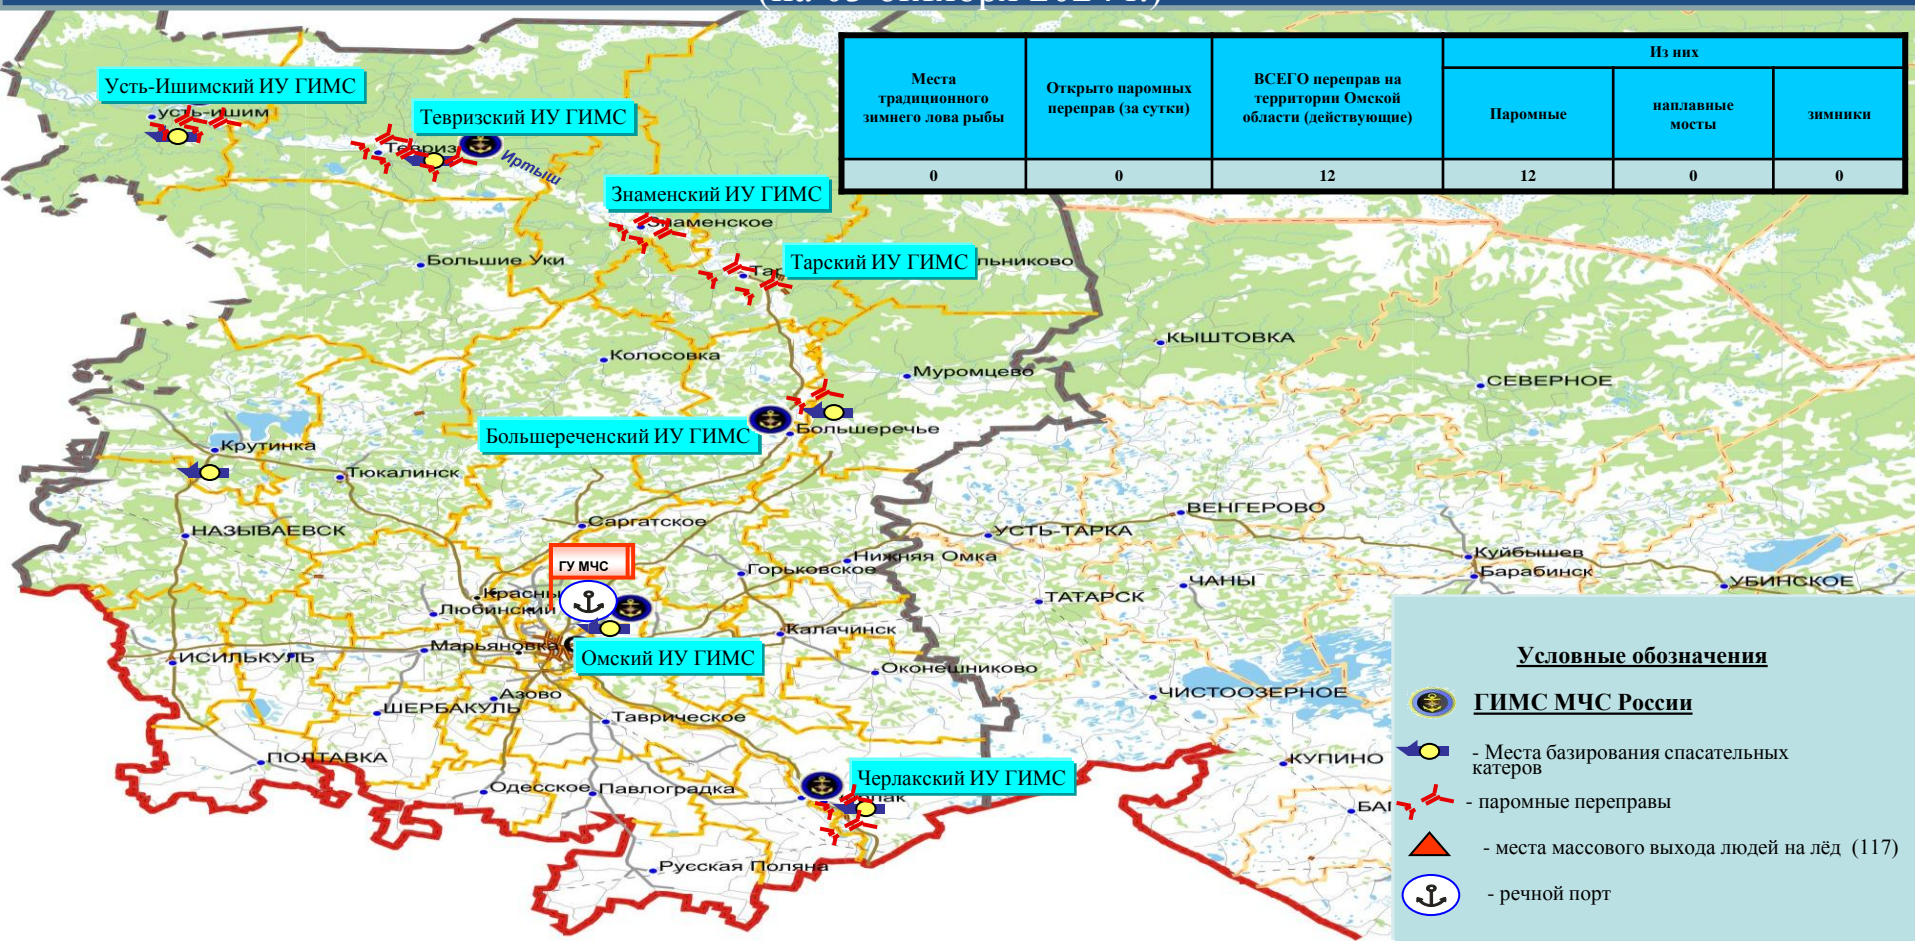 Места
традиционного
зимнего лова рыбы
Открыто паромных
переправ (за сутки)
ВСЕГО переправ на
территории Омской
области (действующие)
Из них
Паромные
наплавные
мосты
зимники
0
0
12
12
0
0
Усть-Ишимский ИУ ГИМС
усть-ишим
Тевризский ИУ ГИМС
Тевриз
Иртыш
Знаменский ИУ ГИМС
Знаменское
Большие Уки
Тарский ИУ ГИМС
КЫШТОВКА
Колосовка
Муромцево
СЕВЕРНОЕ
Большереченский ИУ ГИМС
Большеречье
Крутинка
Тюкалинск
НАЗЫВАЕВСК
Саргатское
УСТЬ-ТАРКА
ВЕНГЕРОВО
Нижняя Омка
Куйбышев
Барабинск
УБИНСКОЕ
ГУ МЧС
Горьковское
ЧАНЫ
ТАТАРСК
Любинский
Калачинск
Марьяновка
ИСИЛЬКУЛЬ
Омский ИУ ГИМС
Оконешниково
ЧИСТООЗЕРНОЕ
Азово
ШЕРБАКУЛЬ
Таврическое
ПОЛТАВКА
КУПИНО
Одесское
Павлоградка
Черлакский ИУ ГИМС
Русская Поляна
Условные обозначения
ГИМС МЧС России
- Места базирования спасательных
катеров
- паромные переправы
- места массового выхода людей на лёд (117)
- речной порт